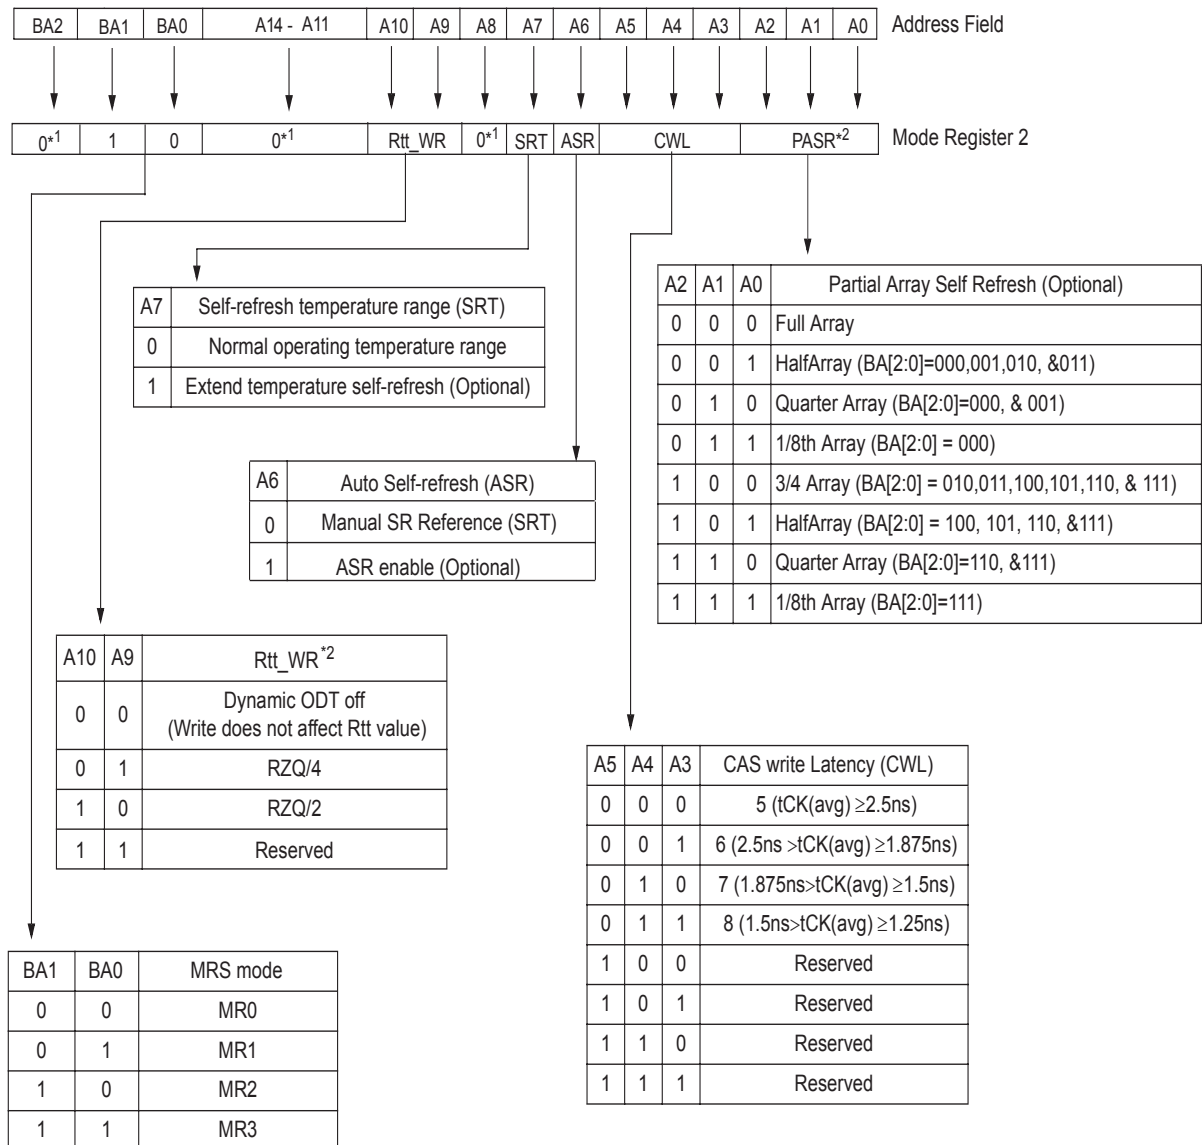 BA2 BA1 BA0 A14 - A11 A10 A9 A8 A7 A6 A5 A4 A3 A2 A1 A0 Address Field
0*1 1 0 0*1 Rtt_WR 0*1 SRT ASR CWL PASR*2 Mode Register 2
A7 Self-refresh temperature range (SRT)
0 Normal operating temperature range
1 Extend temperature self-refresh (Optional)
A2 A1 A0 Partial Array Self Refresh (Optional)
0 0 0 Full Array
0 0 1 HalfArray (BA[2:0]=000,001,010, &011)
0 1 0 Quarter Array (BA[2:0]=000, & 001)
0 1 1 1/8th Array (BA[2:0] = 000)
1 0 0 3/4 Array (BA[2:0] = 010,011,100,101,110, & 111)
1 0 1 HalfArray (BA[2:0] = 100, 101, 110, &111)
1 1 0 Quarter Array (BA[2:0]=110, &111)
1 1 1 1/8th Array (BA[2:0]=111)
A6 Auto Self-refresh (ASR)
0 Manual SR Reference (SRT)
1 ASR enable (Optional)
A10 A9 Rtt_WR*2
0 0 Dynamic ODT off
(Write does not affect Rtt value)
0 1 RZQ/4
1 0 RZQ/2
1 1 Reserved
A5 A4 A3 CAS write Latency (CWL)
0 0 0 5 (tCK(avg) ≥2.5ns)
0 0 1 6 (2.5ns >tCK(avg) ≥1.875ns)
0 1 0 7 (1.875ns>tCK(avg) ≥1.5ns)
0 1 1 8 (1.5ns>tCK(avg) ≥1.25ns)
1 0 0 Reserved
1 0 1 Reserved
1 1 0 Reserved
1 1 1 Reserved
BA1 BA0 MRS mode
0 0 MR0
0 1 MR1
1 0 MR2
1 1 MR3